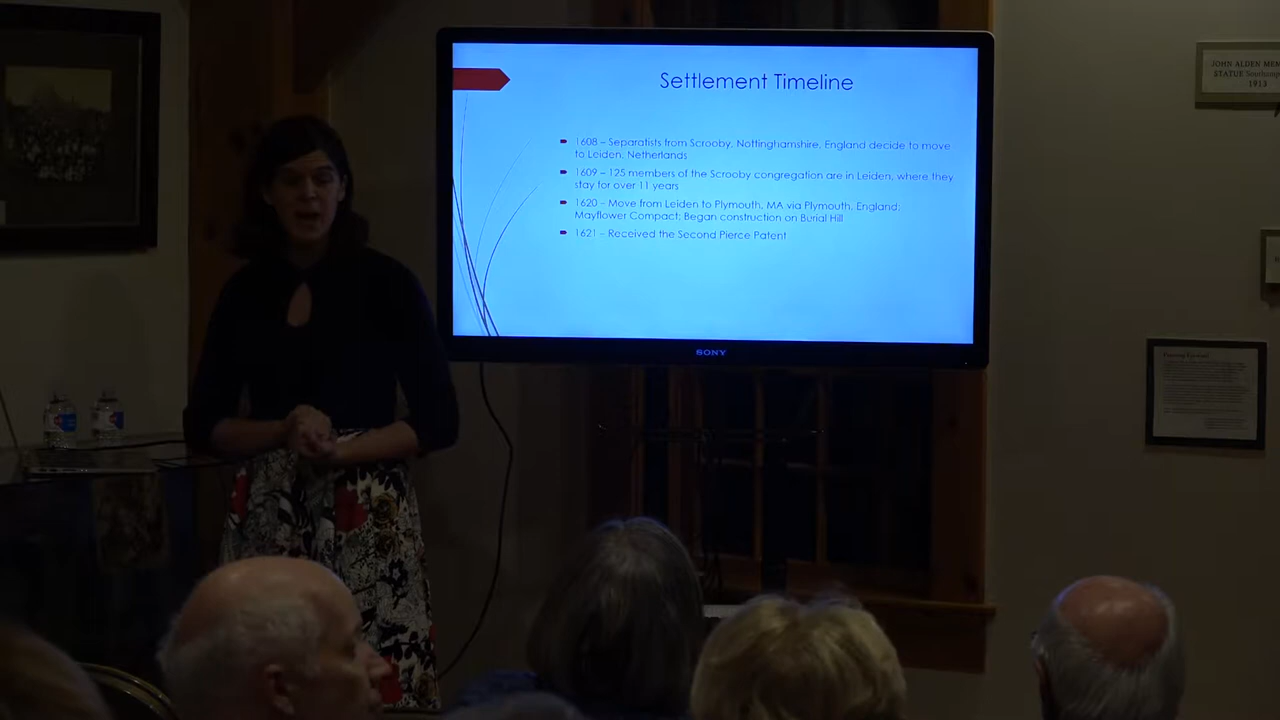 Settlement Timeline
1608 – Separatists from Scrooby, Nottinghamshire, England decide to move
to Leiden, Netherlands
1609 – 125 members of the Scrooby congregation are in Leiden, where they
stay for over 11 years
1620 – Move from Leiden to Plymouth, MA via Plymouth, England;
Mayflower Compact; Began construction on Burial Hill
1621 – Received the Second Pierce Patent
SONY
JOHN ALDEN
STATUE
1913